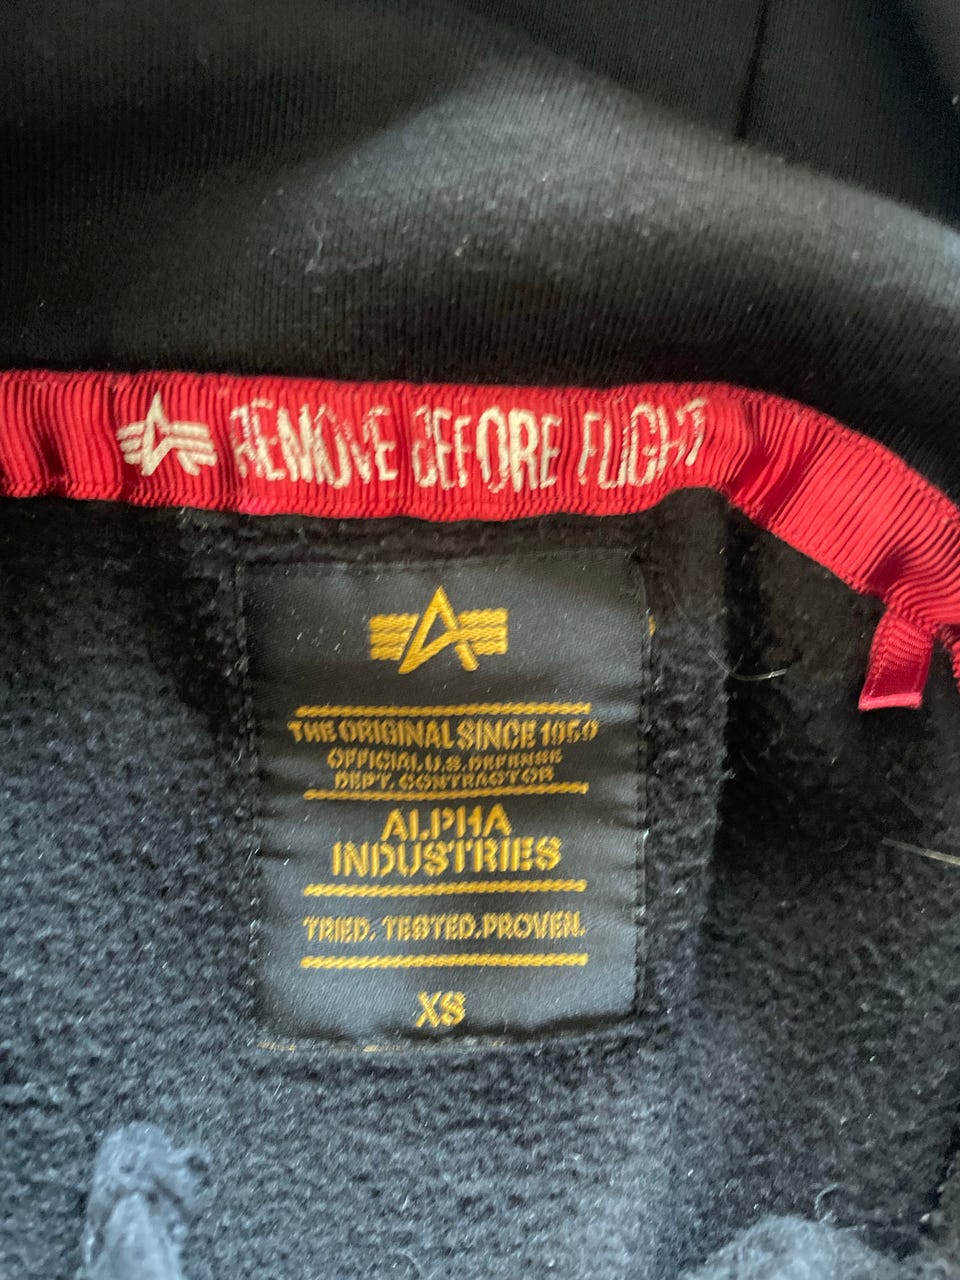 REMOVE BEFORE FLIGHT
THE ORIGINAL SINCE 1959
OFFICIAL U.S. DEFENSE
DEPT. CONTRACTOR
ALPHA
INDUSTRIES
TRIED. TESTED. PROVEN.
XS